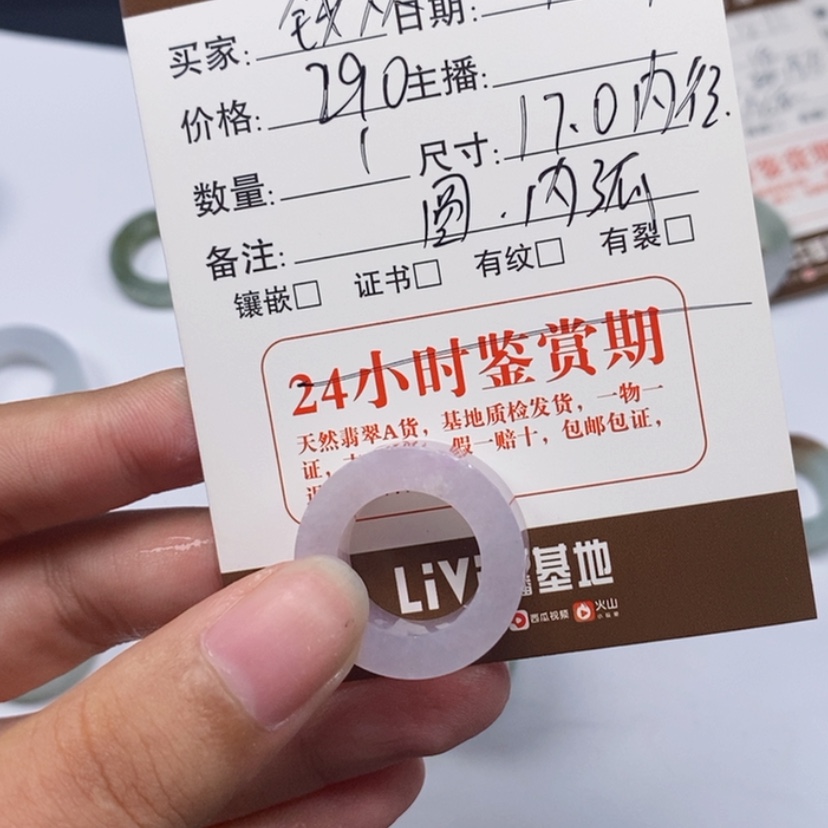 买家: 日期:
价格: 290 主播:
数量: 1 尺寸: 17.0内径.
备注: 圆.内弧
镶嵌□ 证书□ 有纹□ 有裂□
24小时鉴赏期
天然翡翠A货，基地质检发货，一物一
证， 假一赔十，包邮包证，
LiV 基地
西瓜视频 火山
鉴赏期